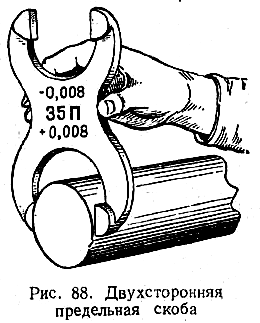 -0,008
35П
+0,008
Рис. 88. Двухсторонняя
предельная скоба